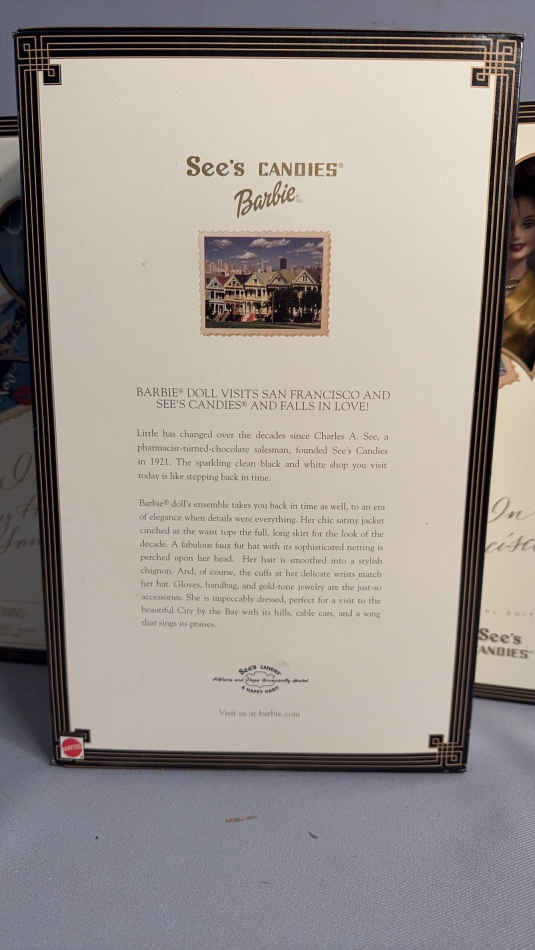 See's CANDIES®
Barbie
BARBIE® DOLL VISITS SAN FRANCISCO AND
SEE'S CANDIES® AND FALLS IN LOVE!
Little has changed over the decades since Charles A. See, a
pharmacist-turned-chocolate salesman, founded See's Candies
in 1921. The sparkling clean black and white shop you visit
today is like stepping back in time.
Barbie® doll's ensemble takes you back in time as well, to an era
of elegance when details were everything. Her chic satiny jacket
cinched at the waist tops the full, long skirt for the look of the
decade. A fabulous faux fur hat with its sophisticated netting is
perched upon her head. Her hair is smoothed into a stylish
chignon. And, of course, the cuffs at her delicate wrists match
her hat. Gloves, handbag, and gold-tone jewelry are the just-so
accessories. She is impeccably dressed, perfect for a visit to the
beautiful City by the Bay with its hills, cable cars, and a song
that sings its praises.
See's CANDIES
A HAPPY HABIT
Visit us at barbie.com
MATTEL
See's
CANDIES®